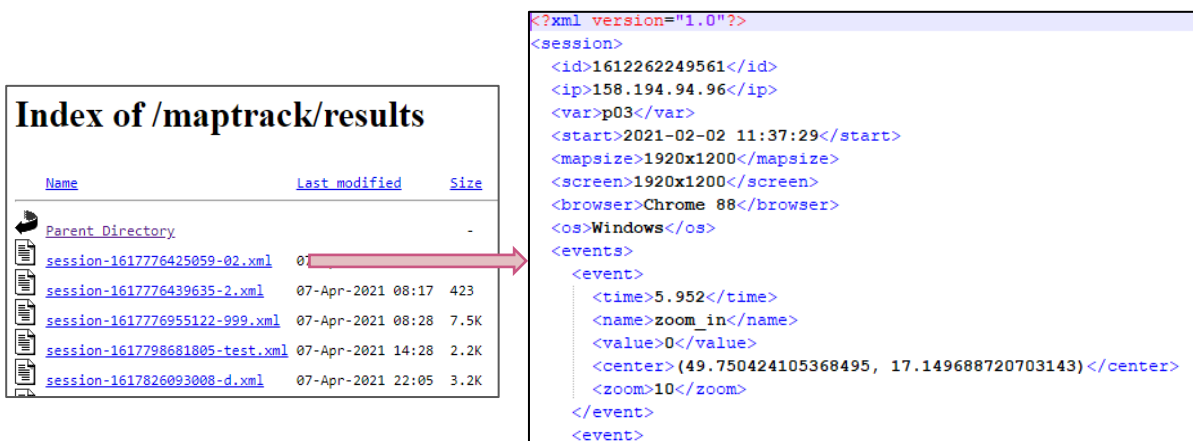 Index of /maptrack/results
Name Last modified Size
Parent Directory -
session-1617776425059-02.xml 07
session-1617776439635-2.xml 07-Apr-2021 08:17 423
session-1617776955122-999.xml 07-Apr-2021 08:28 7.5K
session-1617798681805-test.xml 07-Apr-2021 14:28 2.2K
session-1617826093008-d.xml 07-Apr-2021 22:05 3.2K
<?xml version="1.0"?>
<session>
<id>1612262249561</id>
<ip>158.194.94.96</ip>
<var>p03</var>
<start>2021-02-02 11:37:29</start>
<mapsize>1920x1200</mapsize>
<screen>1920x1200</screen>
<browser>Chrome 88</browser>
<os>Windows</os>
<events>
<event>
<time>5.952</time>
<name>zoom_in</name>
<value>0</value>
<center>(49.750424105368495, 17.149688720703143)</center>
<zoom>10</zoom>
</event>
<event>